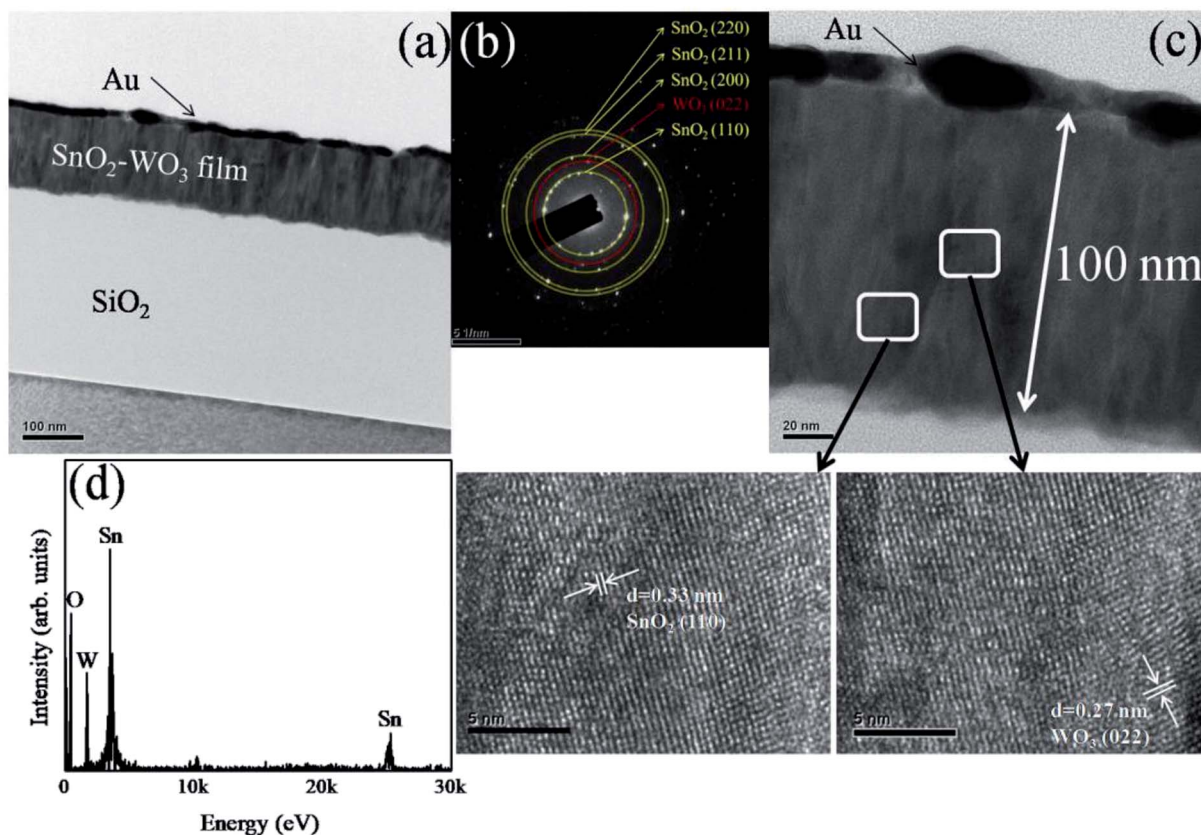 (a)
Au
SnO₂-WO₃ film
SiO₂
100 nm
(b)
SnO₂ (220)
SnO₂ (211)
SnO₂ (200)
WO₃ (022)
SnO₂ (110)
5 1/nm
(c)
Au
100 nm
20 nm
(d)
Sn
O
W
Sn
Intensity (arb. units)
0
10k
20k
30k
Energy (eV)
d=0.33 nm
SnO₂ (110)
5 nm
d=0.27 nm
WO₃ (022)
5 nm